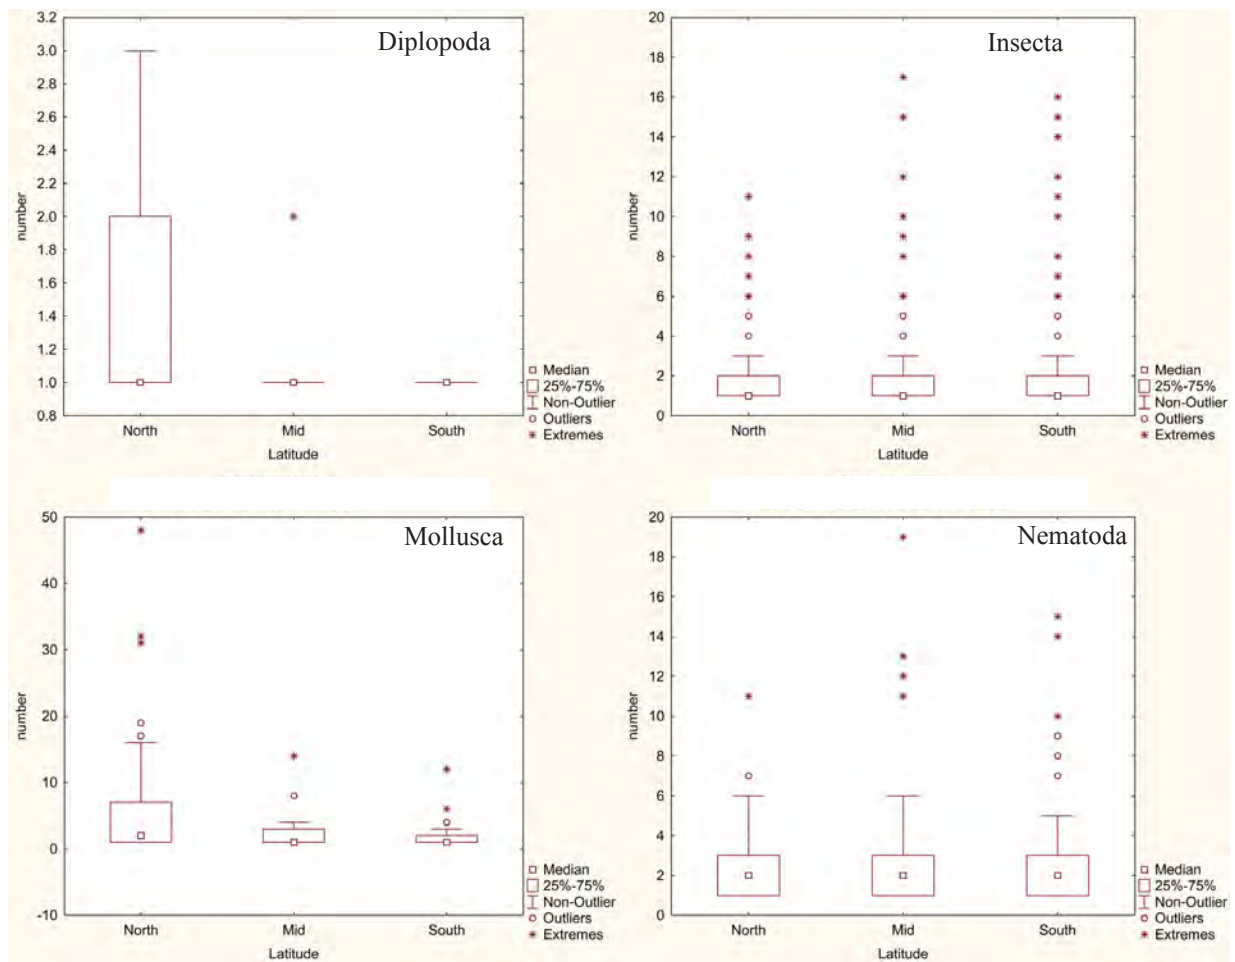 Diplopoda
number
3.2
3.0
2.8
2.6
2.4
2.2
2.0
1.8
1.6
1.4
1.2
1.0
0.8
North Mid South
Latitude
Median
25%-75%
Non-Outlier
Outliers
Extremes
Insecta
number
20
18
16
14
12
10
8
6
4
2
0
North Mid South
Latitude
Median
25%-75%
Non-Outlier
Outliers
Extremes
Mollusca
number
50
40
30
20
10
0
-10
North Mid South
Latitude
Median
25%-75%
Non-Outlier
Outliers
Extremes
Nematoda
number
20
18
16
14
12
10
8
6
4
2
0
North Mid South
Latitude
Median
25%-75%
Non-Outlier
Outliers
Extremes